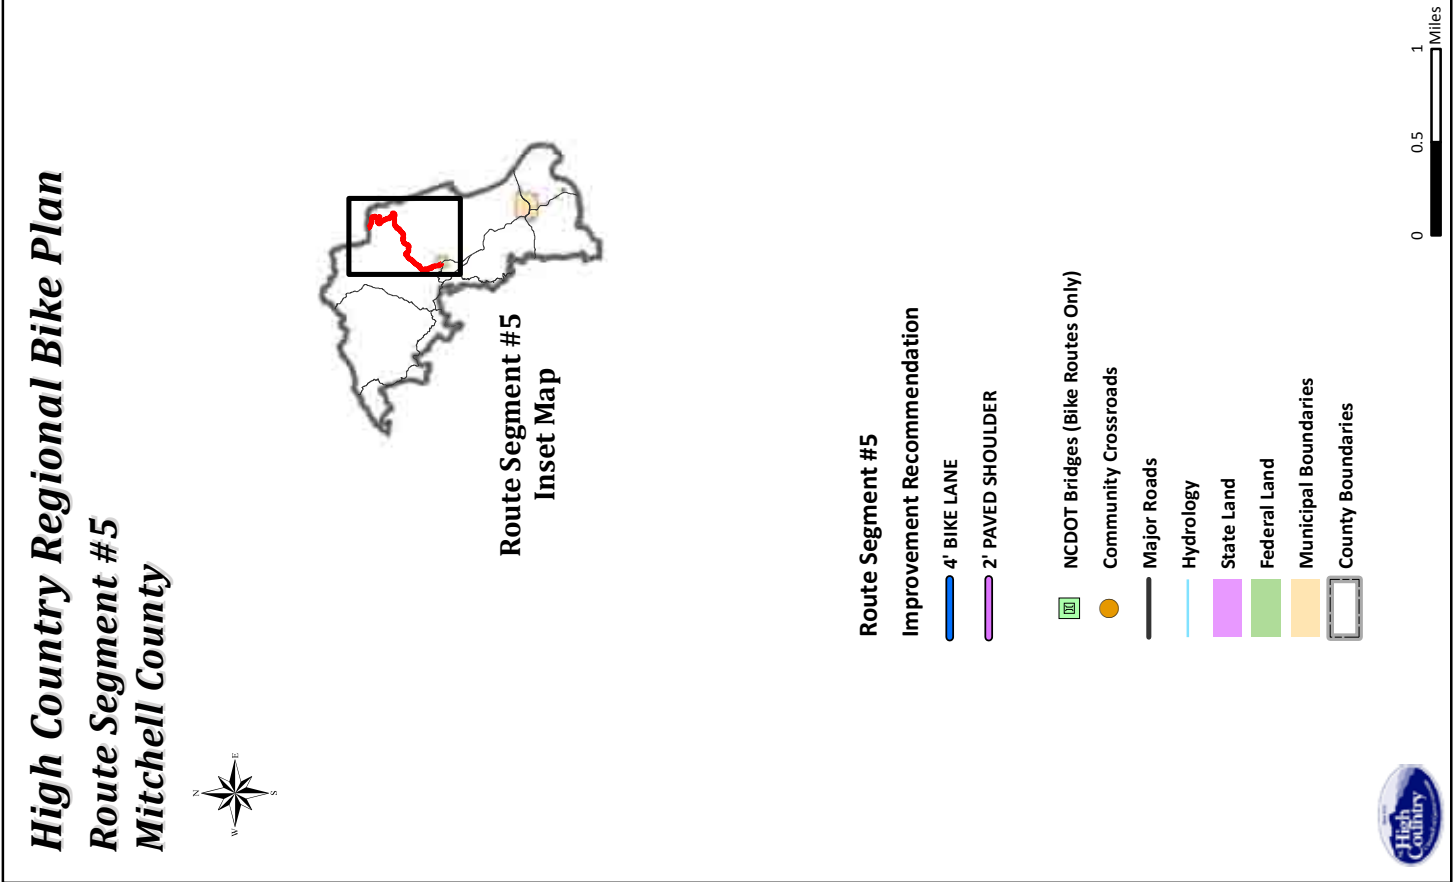 High Country Regional Bike Plan
Route Segment #5
Mitchell County
N
W
E
S
Route Segment #5
Inset Map
Route Segment #5
Improvement Recommendation
4' BIKE LANE
2' PAVED SHOULDER
NCDOT Bridges (Bike Routes Only)
Community Crossroads
Major Roads
Hydrology
State Land
Federal Land
Municipal Boundaries
County Boundaries
High
Country
0
0.5
1
Miles